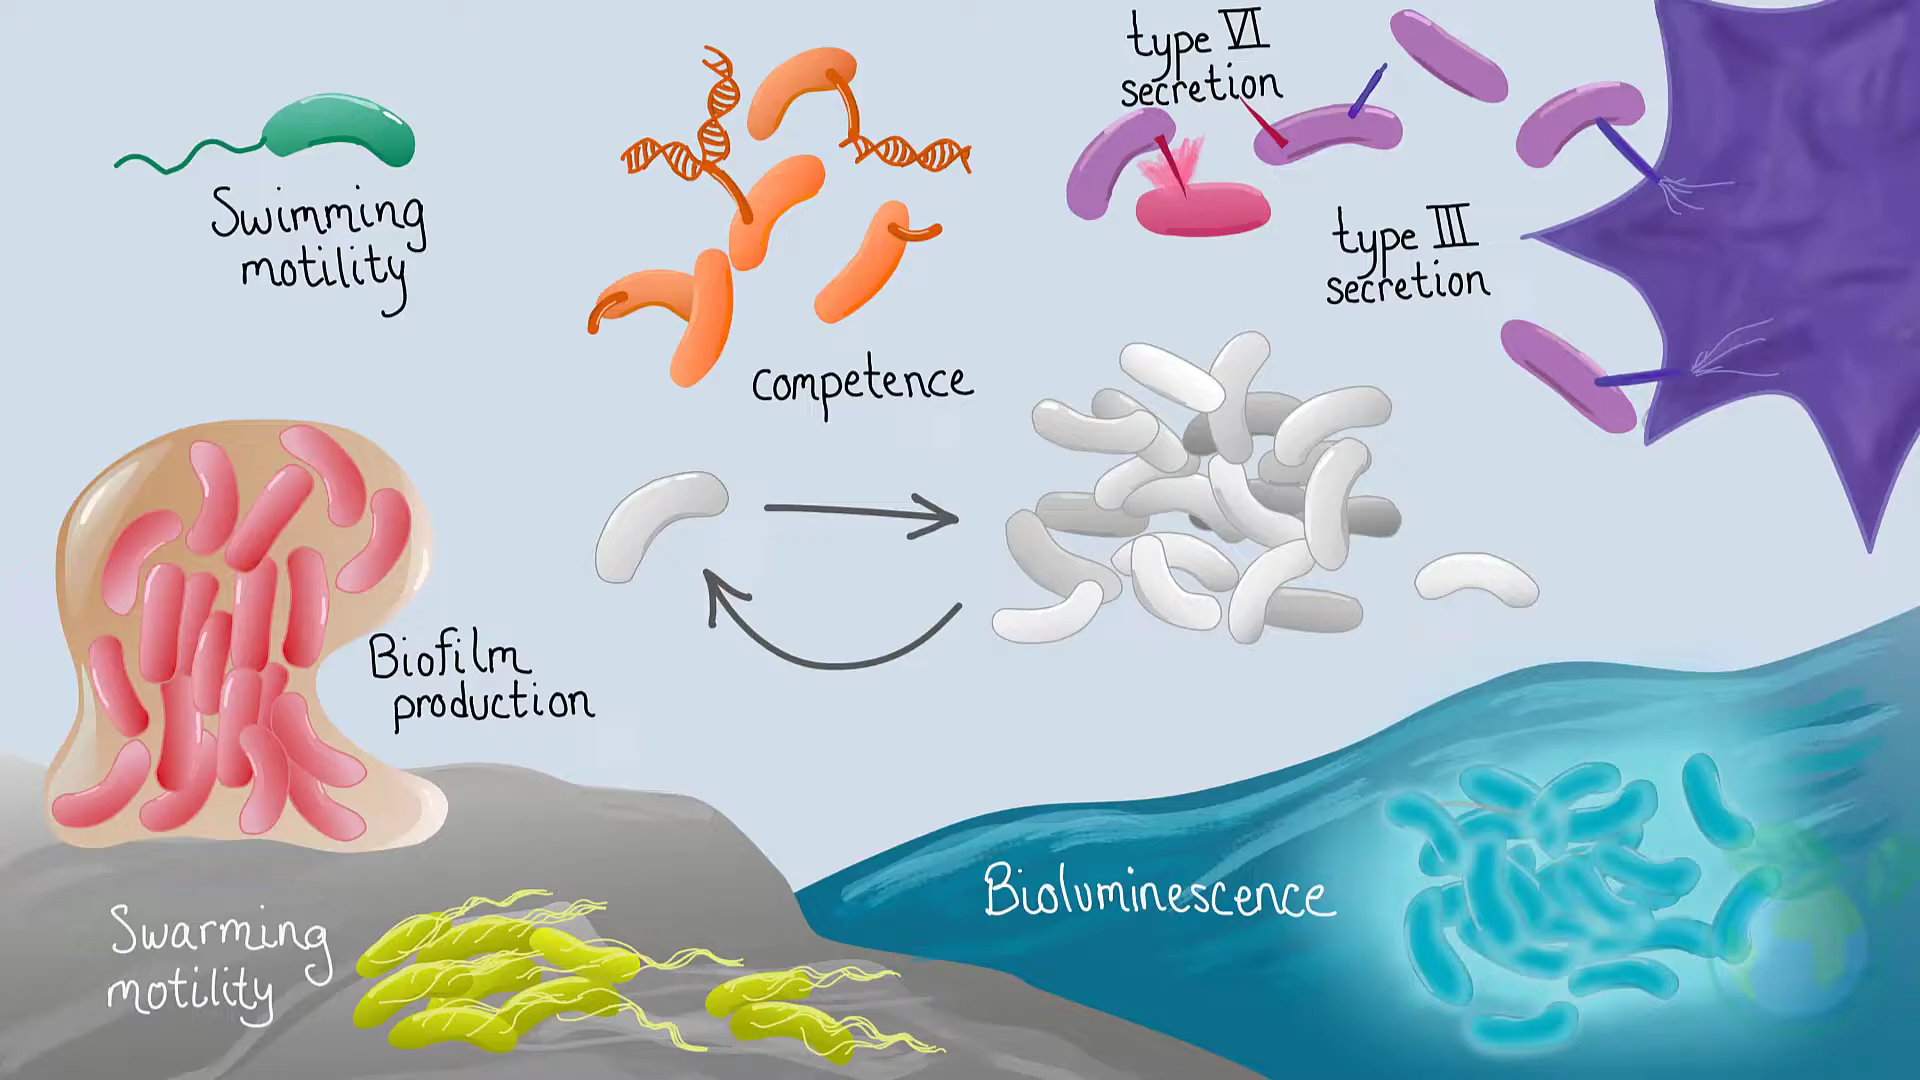 Swimming
motility
type VI
secretion
type III
secretion
competence
Biofilm
production
Swarming
motility
Bioluminescence